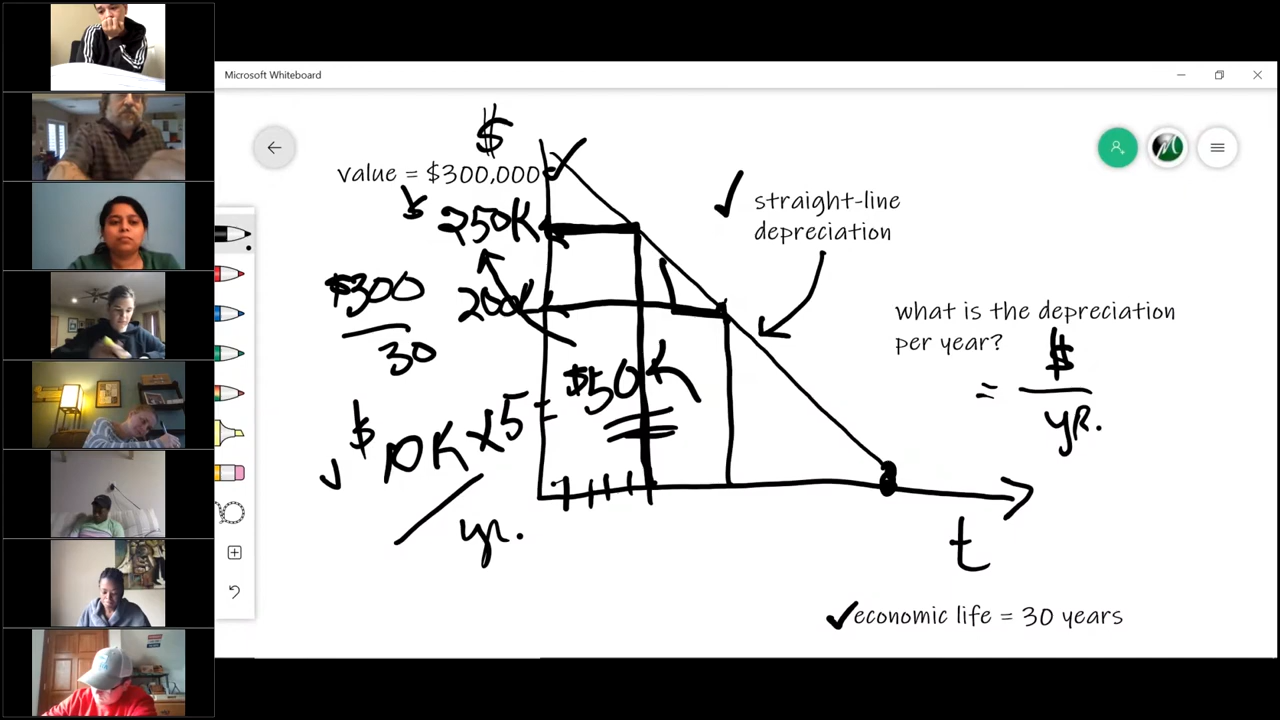 Microsoft Whiteboard
$
value = $300,000
250K
200K
$300
30
$10K x 5 =
yr.
$50K
straight-line
depreciation
what is the depreciation
per year?
= $
yr.
t
economic life = 30 years